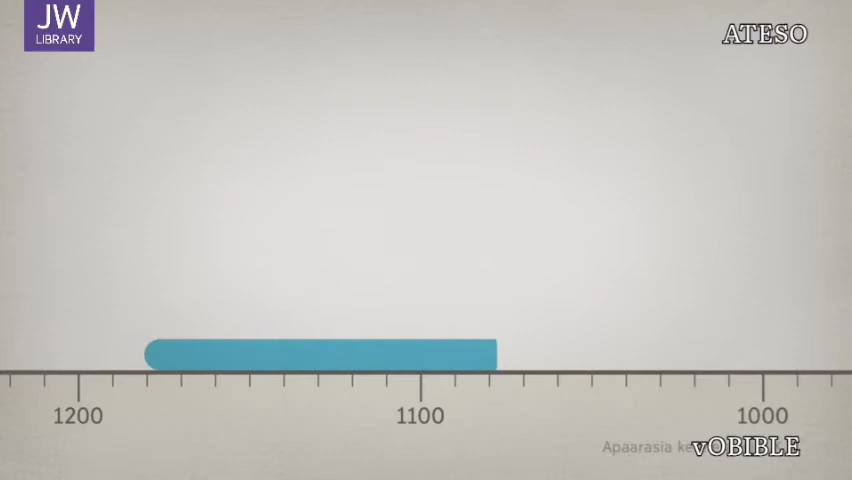 JW
LIBRARY
ATESO
1200
1100
1000
Apaarasia
vOBIBLE